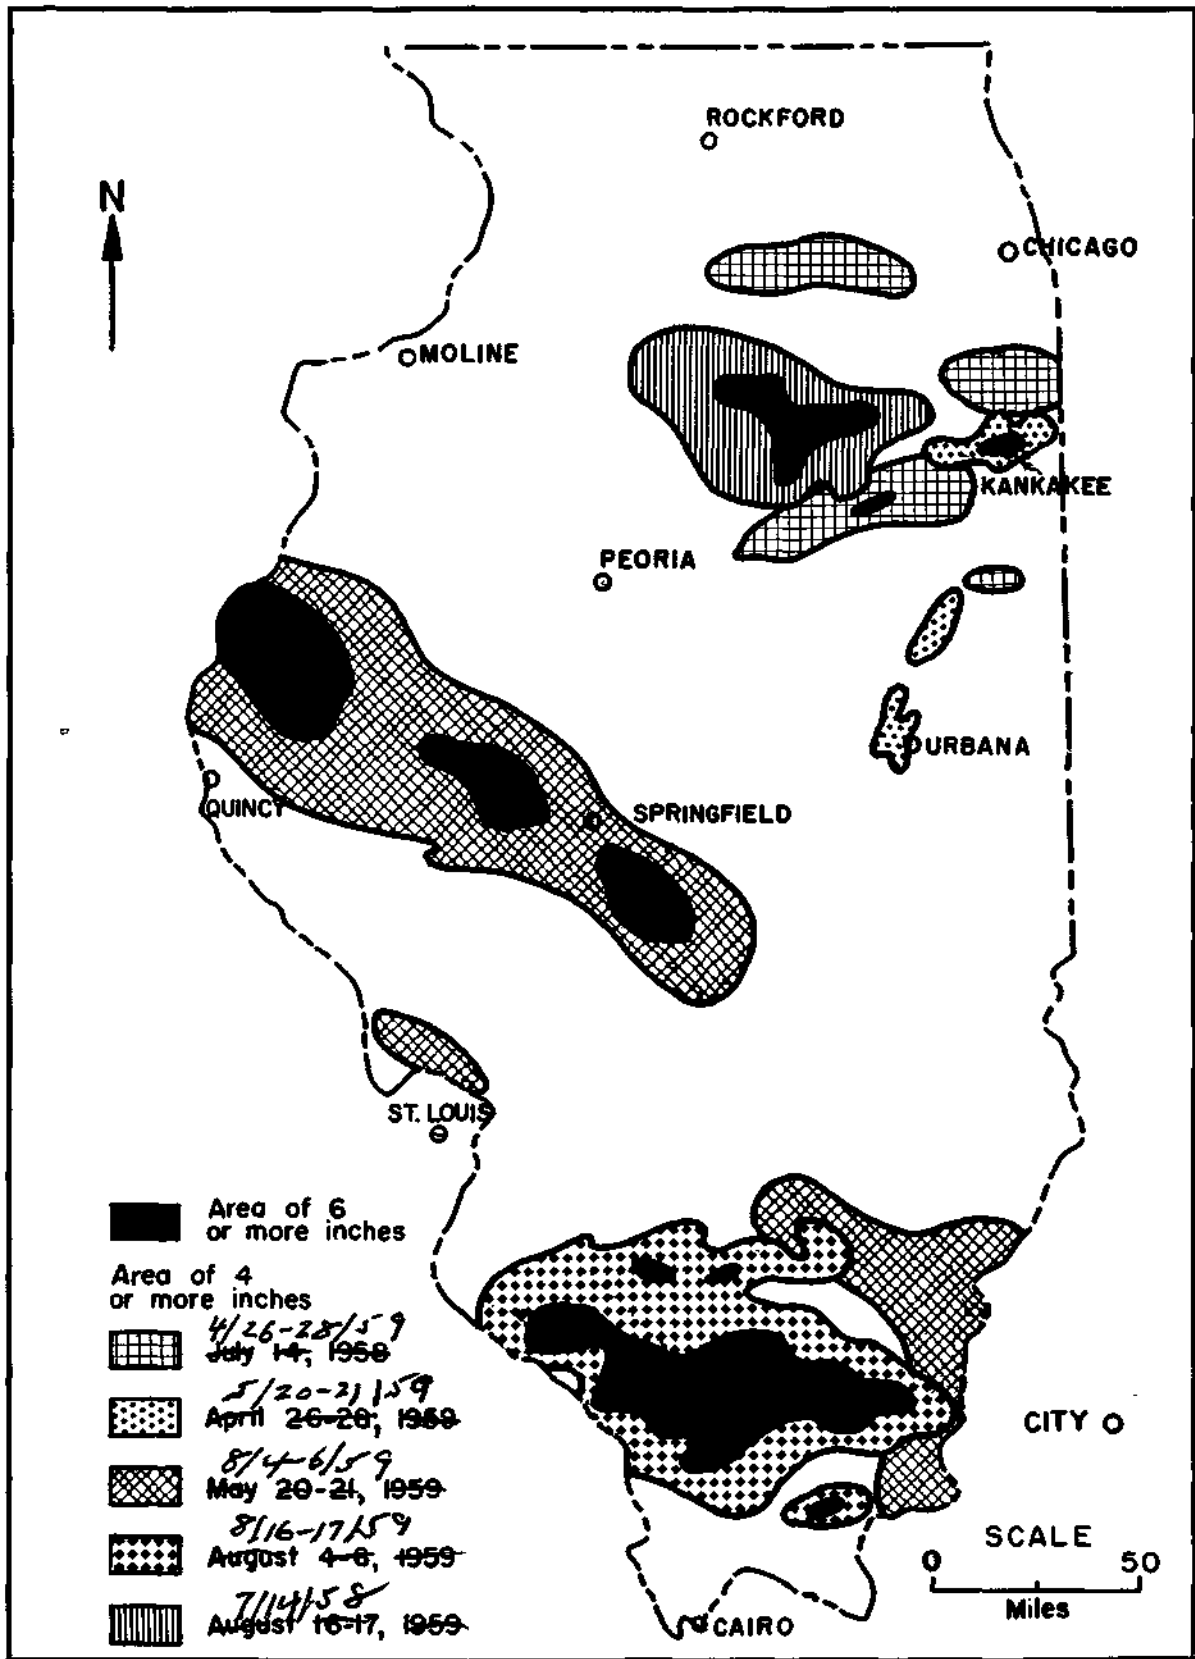 ROCKFORD
N
CHICAGO
MOLINE
KANKAKEE
PEORIA
URBANA
QUINCY
SPRINGFIELD
ST. LOUIS
Area of 6
or more inches
Area of 4
or more inches
4/26-28/59
July 14, 1958
5/20-21/59
April 26-28, 1959
CITY
8/4-6/59
May 20-21, 1959
8/16-17/59
August 4-6, 1959
SCALE
0 50
Miles
7/14/58
August 16-17, 1959
CAIRO